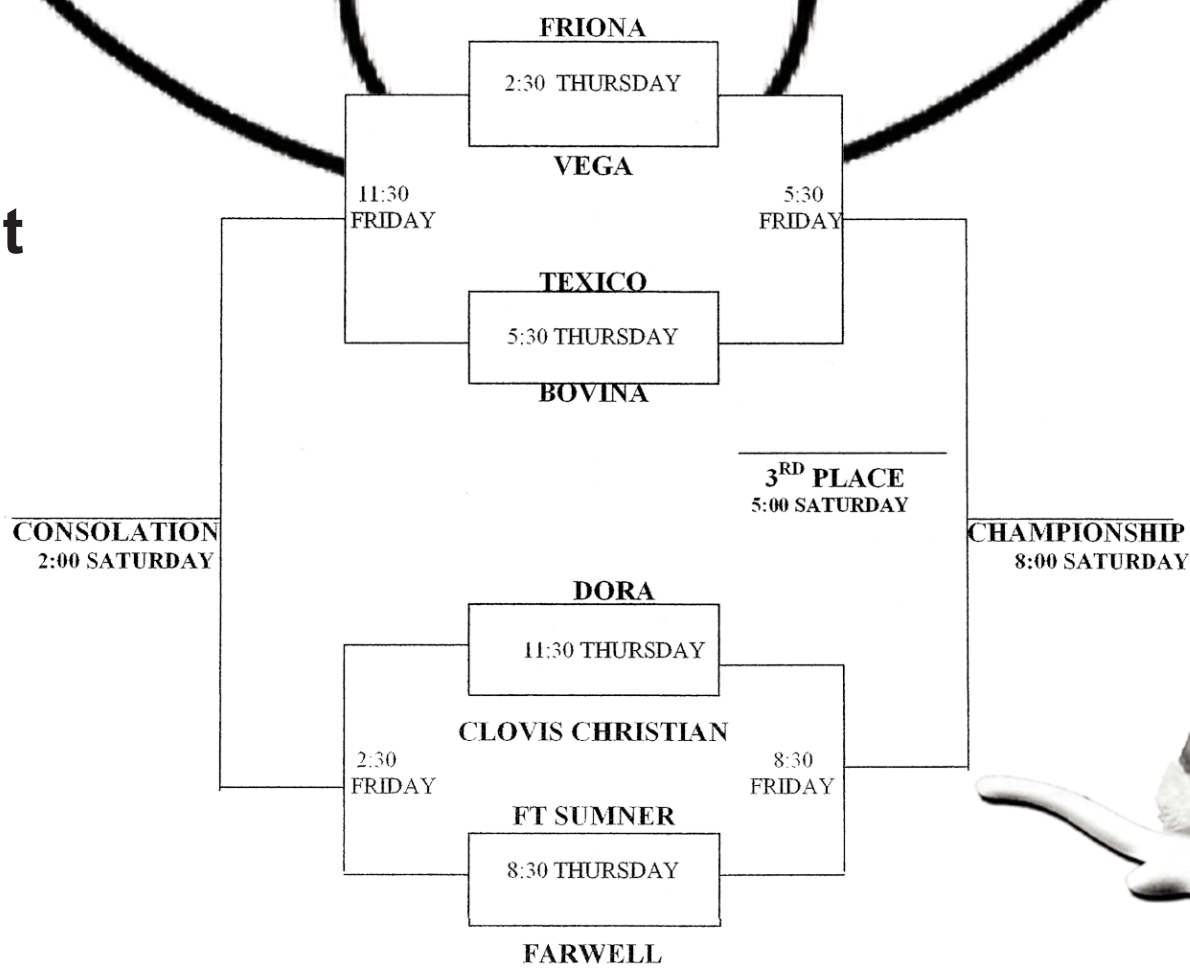 FRIONA
2:30 THURSDAY
VEGA
11:30
FRIDAY
5:30
FRIDAY
t
TEXICO
5:30 THURSDAY
BOVINA
3RD PLACE
5:00 SATURDAY
CONSOLATION
2:00 SATURDAY
CHAMPIONSHIP
8:00 SATURDAY
DORA
11:30 THURSDAY
CLOVIS CHRISTIAN
2:30
FRIDAY
8:30
FRIDAY
FT SUMNER
8:30 THURSDAY
FARWELL